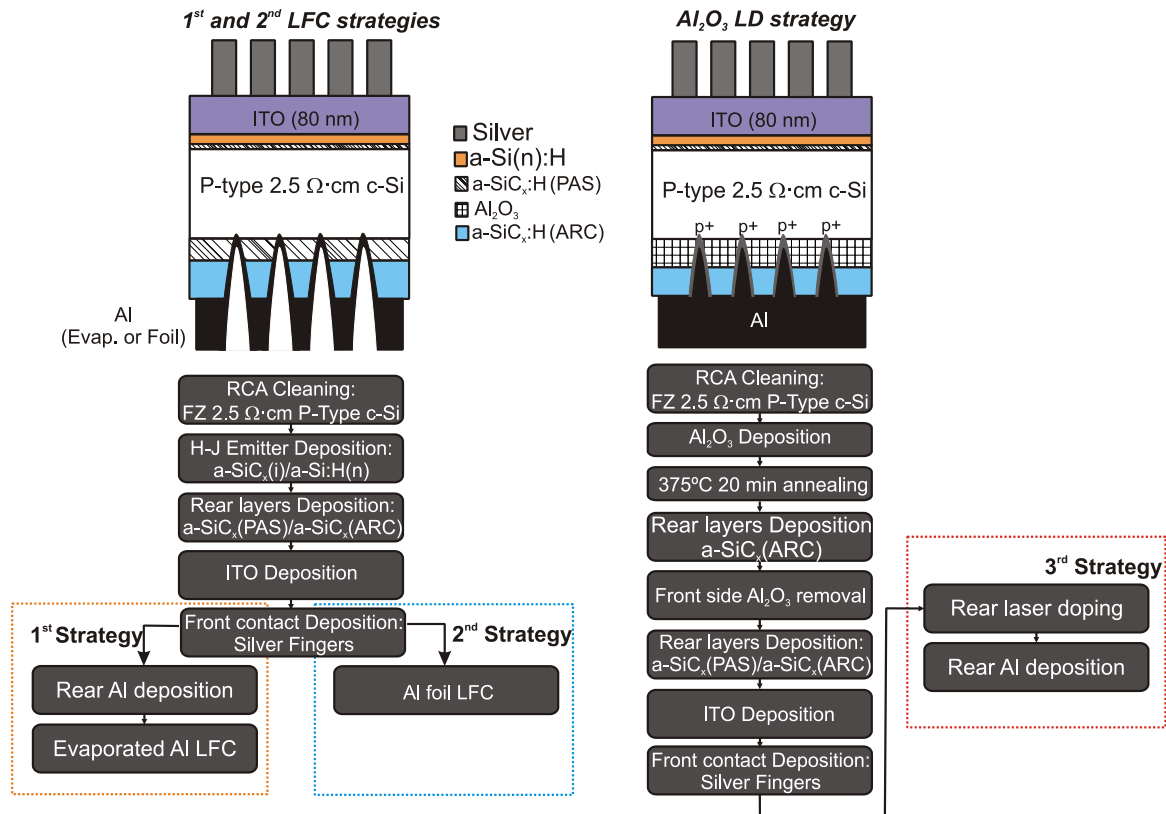 1st and 2nd LFC strategies
ITO (80 nm)
P-type 2.5 Ω·cm c-Si
Al
(Evap. or Foil)
Silver
a-Si(n):H
a-SiCx:H (PAS)
Al2O3
a-SiCx:H (ARC)
Al2O3 LD strategy
ITO (80 nm)
P-type 2.5 Ω·cm c-Si
p+ p+ p+ p+
Al
RCA Cleaning:
FZ 2.5 Ω·cm P-Type c-Si
H-J Emitter Deposition:
a-SiCx(i)/a-Si:H(n)
Rear layers Deposition:
a-SiCx(PAS)/a-SiCx(ARC)
ITO Deposition
Front contact Deposition:
Silver Fingers
1st Strategy
Rear Al deposition
Evaporated Al LFC
2nd Strategy
Al foil LFC
RCA Cleaning:
FZ 2.5 Ω·cm P-Type c-Si
Al2O3 Deposition
375ºC 20 min annealing
Rear layers Deposition
a-SiCx(ARC)
Front side Al2O3 removal
Rear layers Deposition:
a-SiCx(PAS)/a-SiCx(ARC)
ITO Deposition
Front contact Deposition:
Silver Fingers
3rd Strategy
Rear laser doping
Rear Al deposition